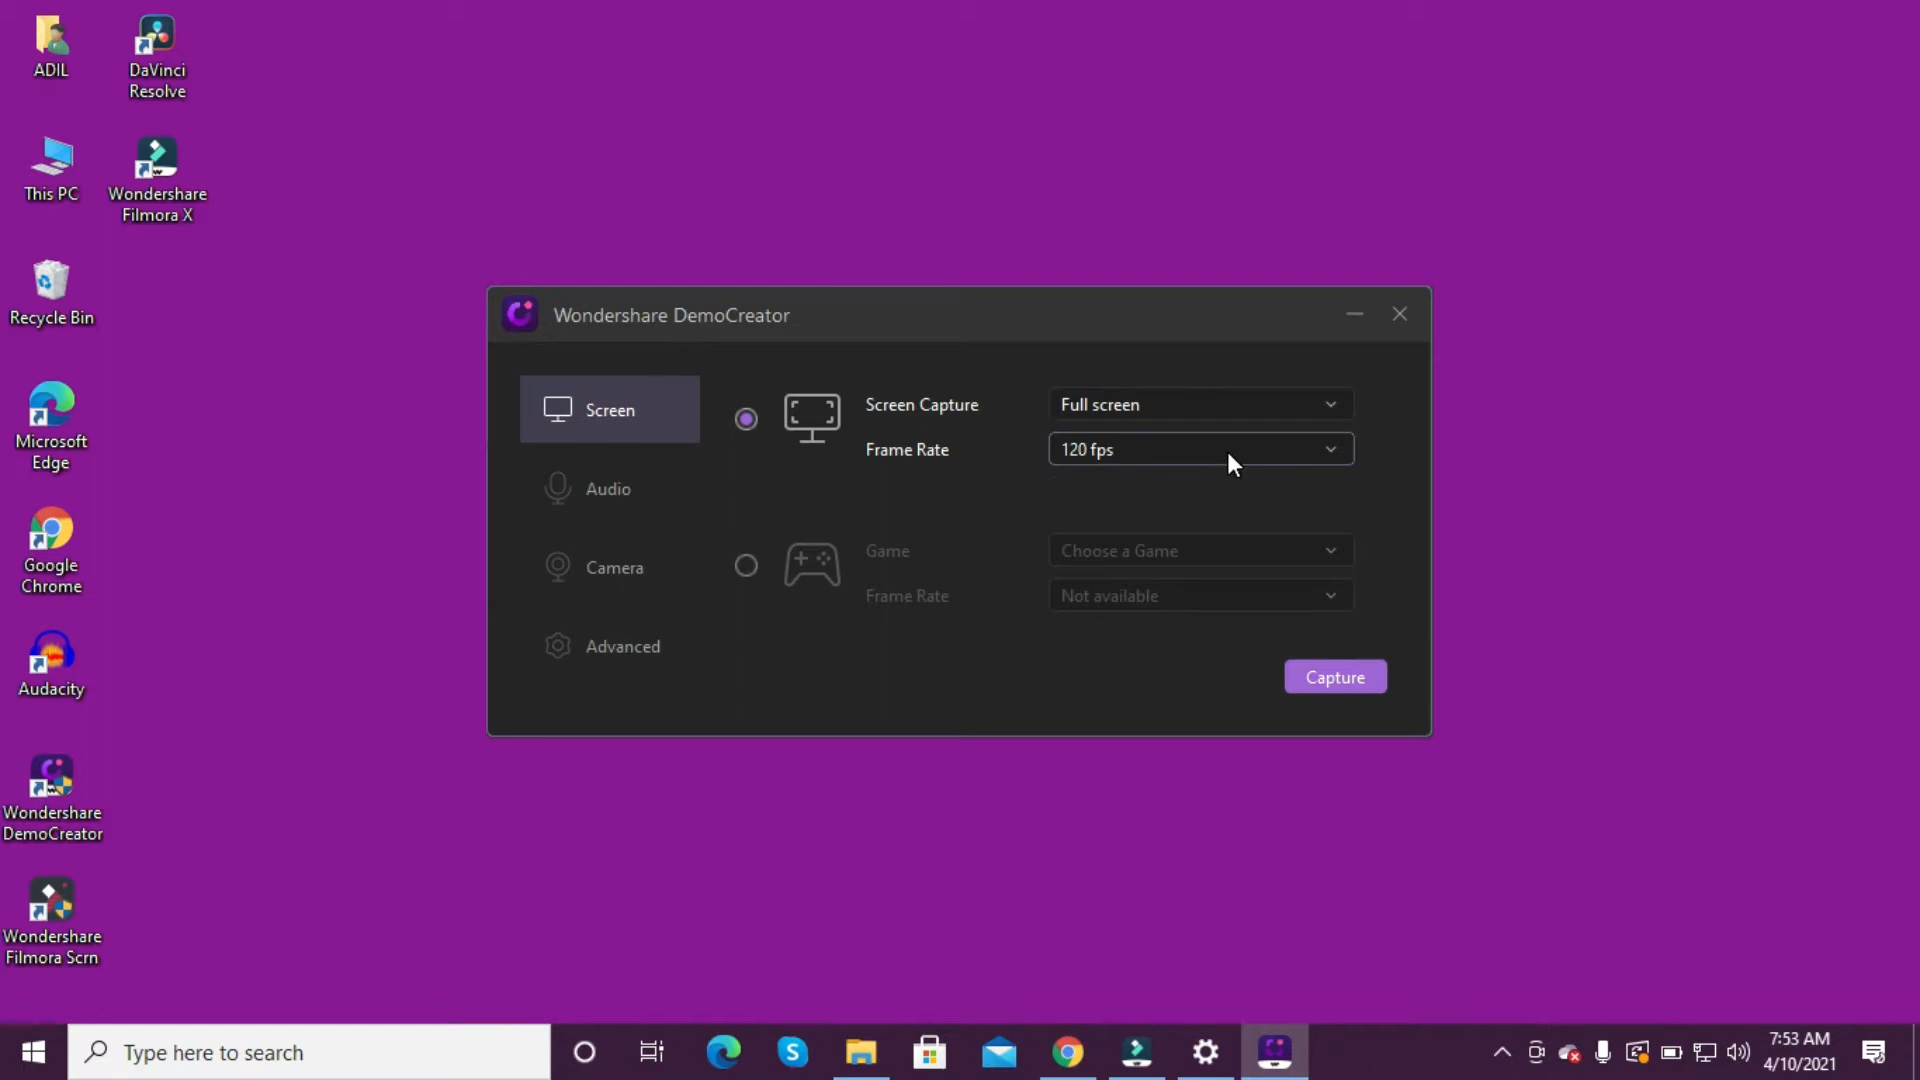 ADIL
DaVinci
Resolve
This PC
Wondershare
Filmora X
Recycle Bin
Microsoft
Edge
Google
Chrome
Audacity
Wondershare
DemoCreator
Wondershare
Filmora Scrn
Wondershare DemoCreator
Screen
Audio
Camera
Advanced
Screen Capture
Full screen
Frame Rate
120 fps
Game
Choose a Game
Frame Rate
Not available
Capture
Type here to search
7:53 AM
4/10/2021